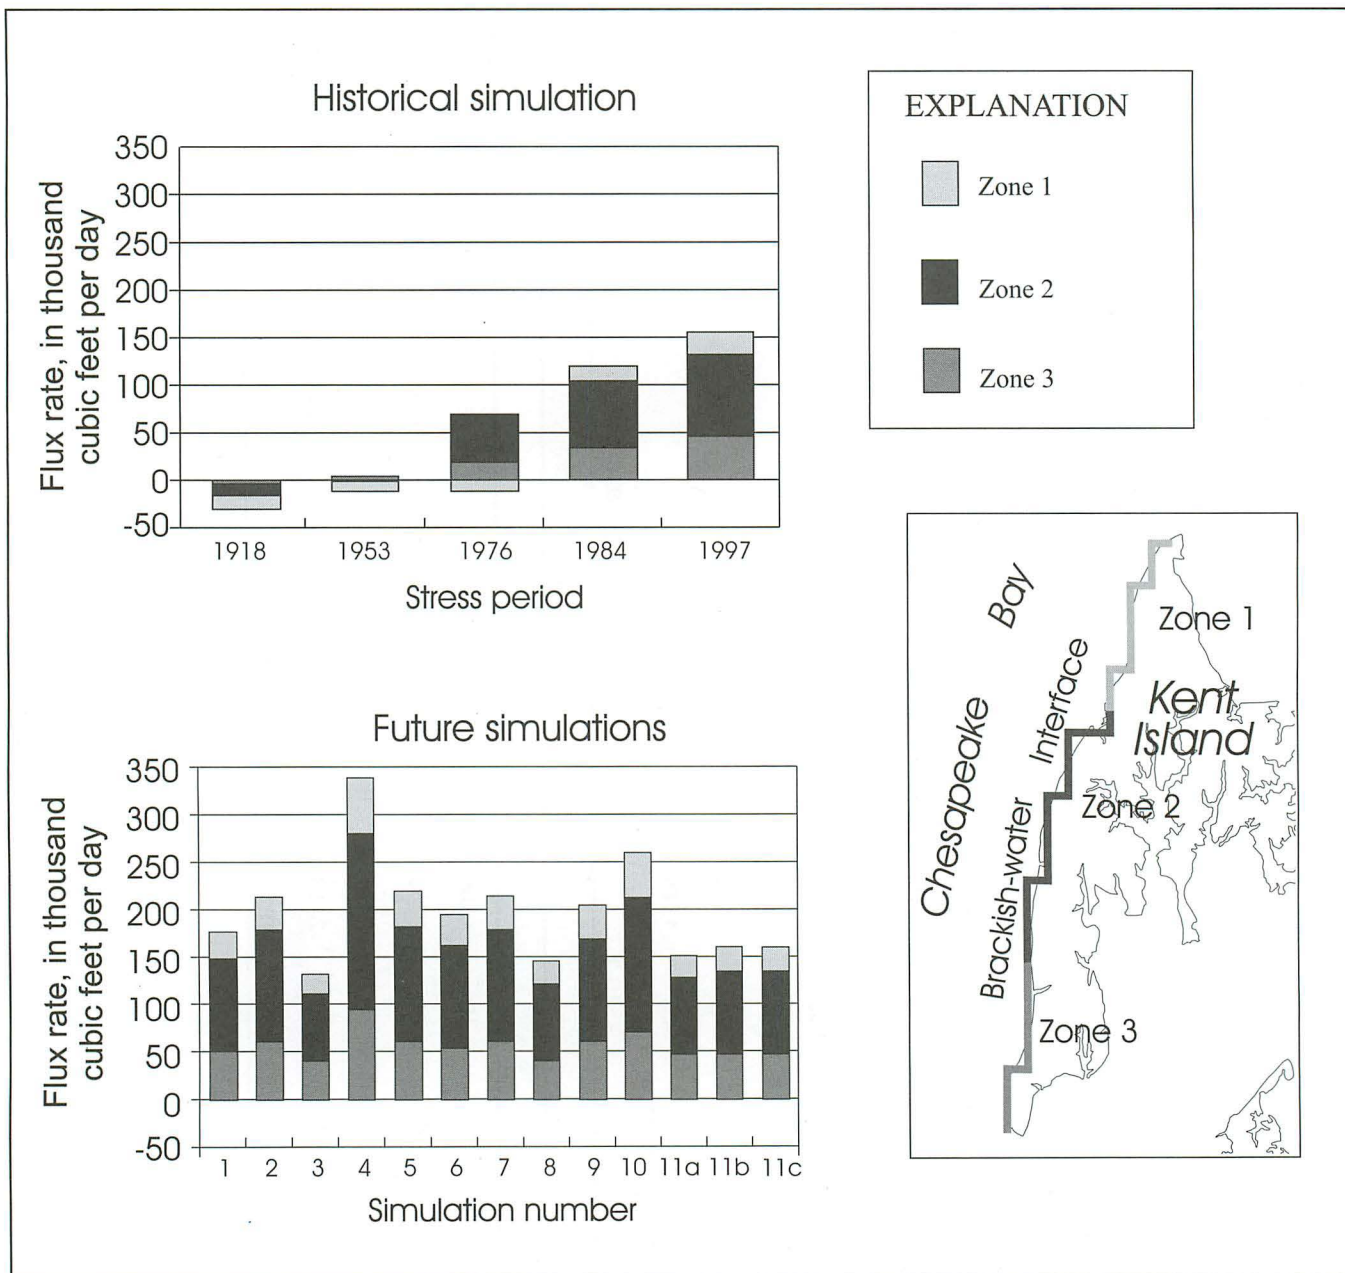 Historical simulation
350
300
250
200
150
100
50
0
-50
Flux rate, in thousand
cubic feet per day
1918 1953 1976 1984 1997
Stress period
EXPLANATION
Zone 1
Zone 2
Zone 3
Future simulations
350
300
250
200
150
100
50
0
-50
Flux rate, in thousand
cubic feet per day
1 2 3 4 5 6 7 8 9 10 11a 11b 11c
Simulation number
Chesapeake Bay
Brackish-water Interface
Zone 1
Kent
Island
Zone 2
Zone 3